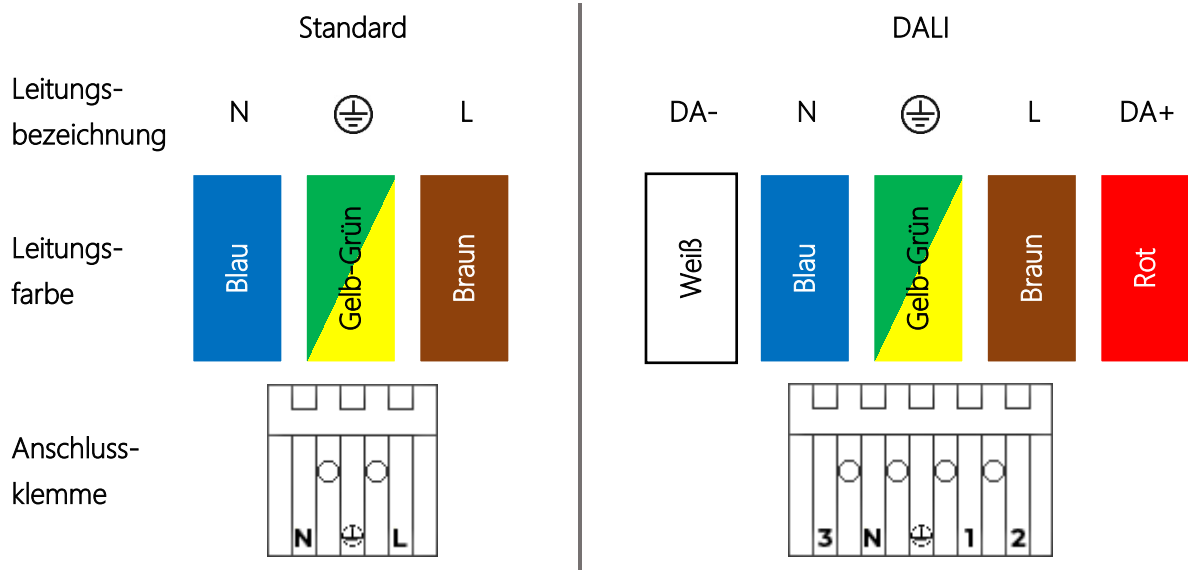 Standard
DALI
Leitungs-
bezeichnung
N
L
DA-
N
L
DA+
Leitungs-
farbe
Blau
Gelb-Grün
Braun
Weiß
Blau
Gelb-Grün
Braun
Rot
Anschluss-
klemme
N
L
3
N
1
2